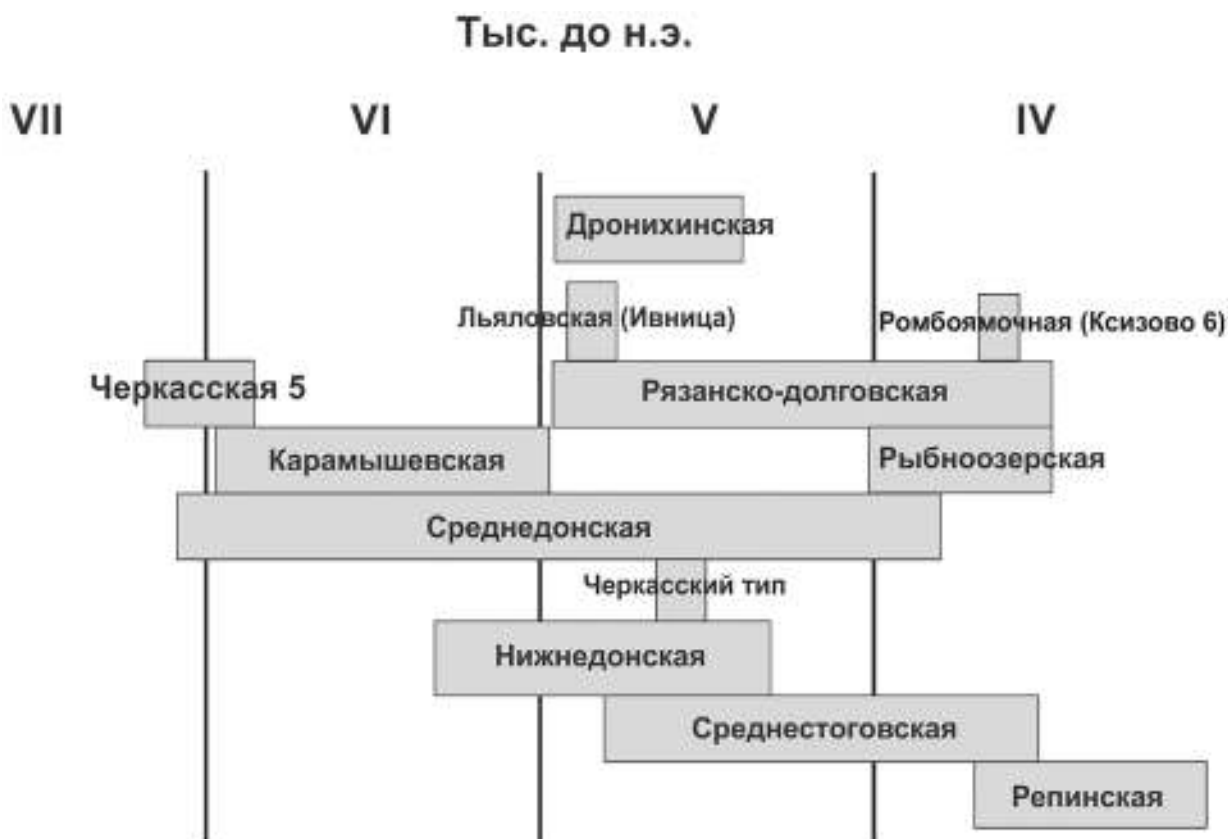 Тыс. до н.э.
VII VI V IV
Дронихинская
Льяловская (Ивница) Ромбоямочная (Ксизово 6)
Черкасская 5 Рязанско-долговская
Карамышевская Рыбноозерская
Среднедонская
Черкасский тип
Нижнедонская
Среднестоговская
Репинская